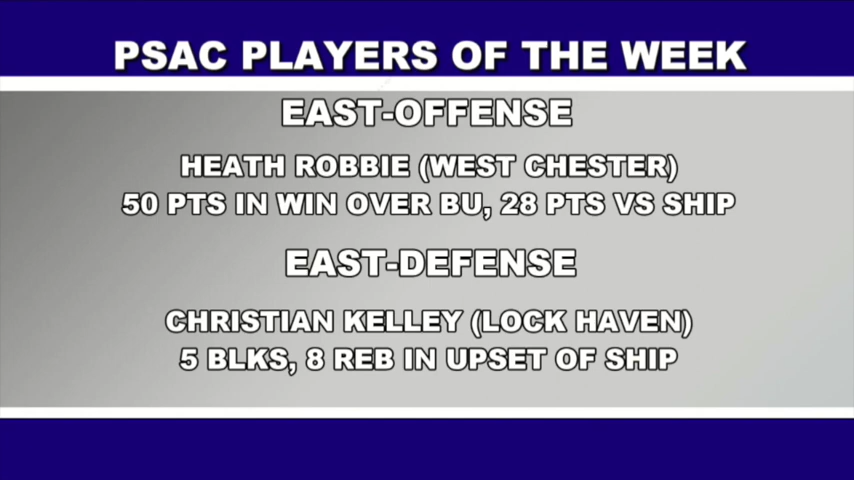 PSAC PLAYERS OF THE WEEK
EAST-OFFENSE
HEATH ROBBIE (WEST CHESTER)
50 PTS IN WIN OVER BU, 28 PTS VS SHIP
EAST-DEFENSE
CHRISTIAN KELLEY (LOCK HAVEN)
5 BLKS, 8 REB IN UPSET OF SHIP